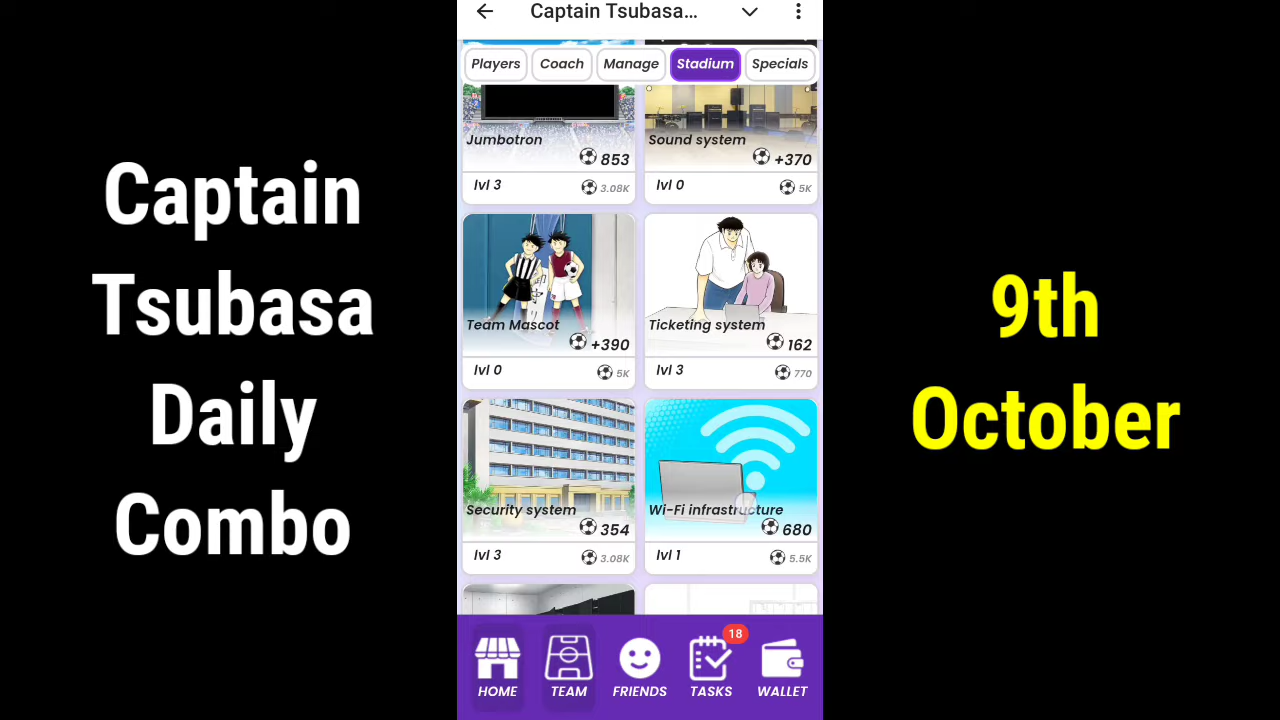 Captain
Tsubasa
Daily
Combo
Captain Tsubasa...
Players Coach Manage Stadium Specials
Jumbotron
853
lvl 3 3.08K
Sound system
+370
lvl 0 5K
Team Mascot
+390
lvl 0 5K
Ticketing system
162
lvl 3 770
Security system
354
lvl 3 3.08K
Wi-Fi infrastructure
680
lvl 1 5.5K
18
HOME TEAM FRIENDS TASKS WALLET
9th
October